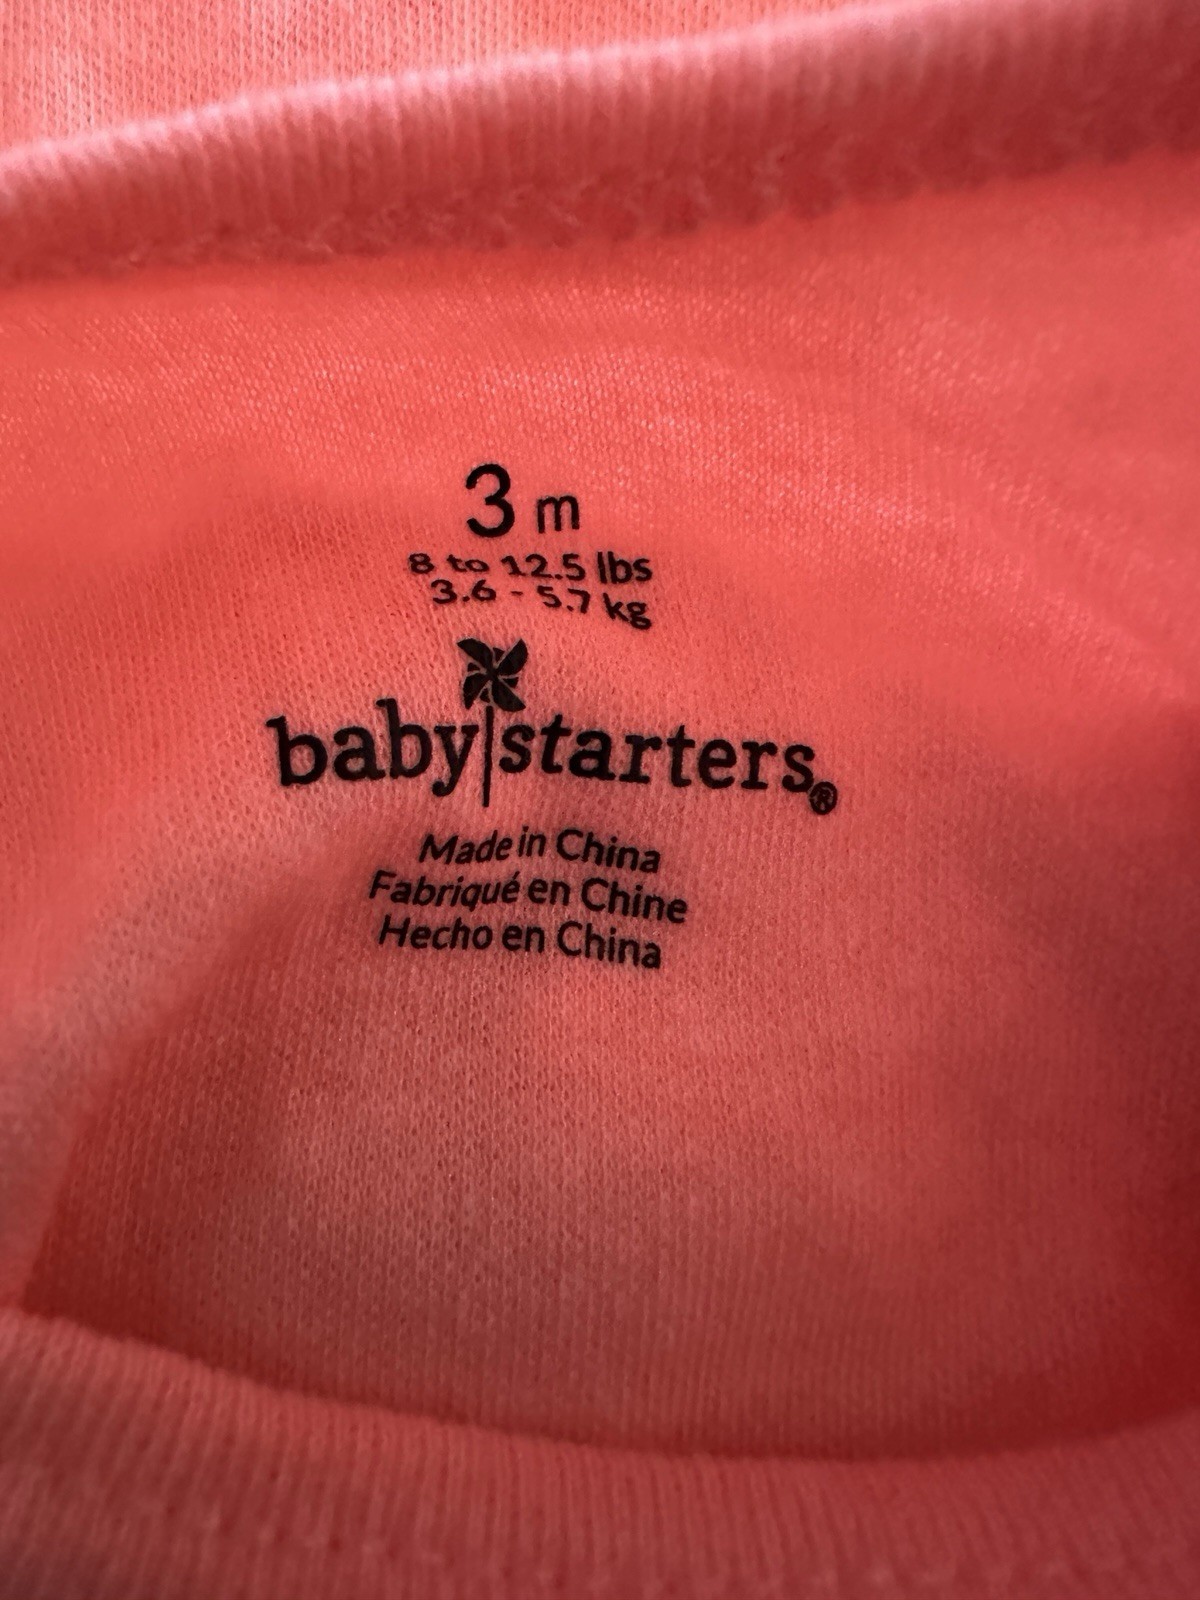 3 m
8 to 12.5 lbs
3.6 - 5.7 kg
baby|starters®
Made in China
Fabriqué en Chine
Hecho en China